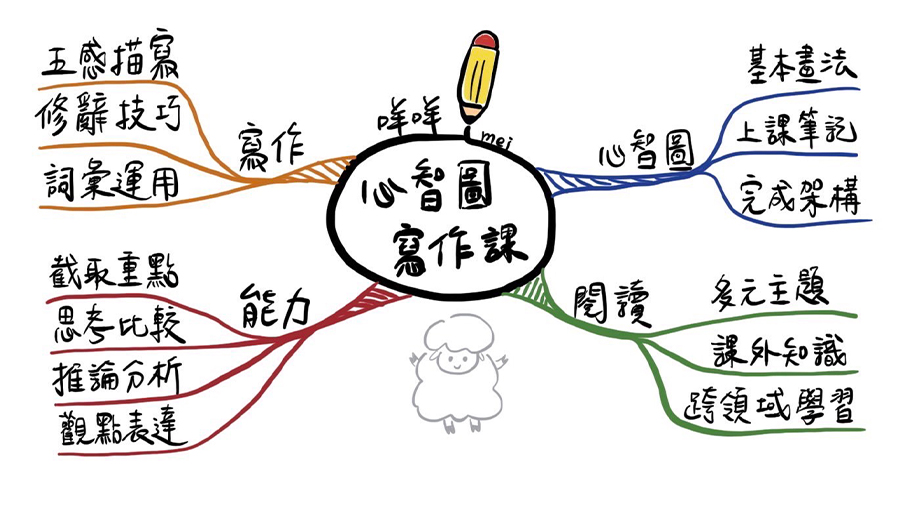 咩咩
mei
心智圖
寫作課
心智圖
基本畫法
上課筆記
完成架構
閱讀
多元主題
課外知識
跨領域學習
能力
截取重點
思考比較
推論分析
觀點表達
寫作
五感描寫
修辭技巧
詞彙運用